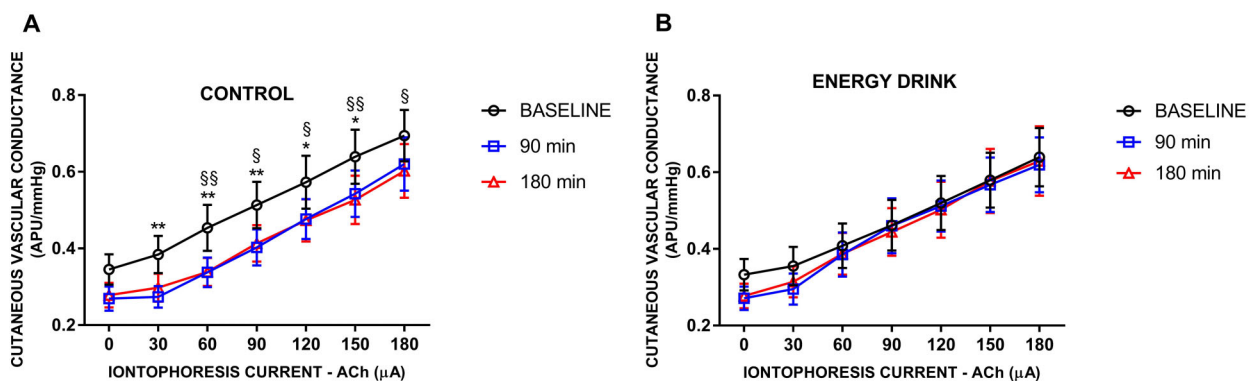 A
CUTANEOUS VASCULAR CONDUCTANCE
(APU/mmHg)
CONTROL
0.8
0.6
0.4
0.2
** 
§§
**
§
**
§
*
§§
*
§
0 30 60 90 120 150 180
IONTOPHORESIS CURRENT - ACh (μA)
BASELINE
90 min
180 min
B
CUTANEOUS VASCULAR CONDUCTANCE
(APU/mmHg)
ENERGY DRINK
0.8
0.6
0.4
0.2
0 30 60 90 120 150 180
IONTOPHORESIS CURRENT - ACh (μA)
BASELINE
90 min
180 min